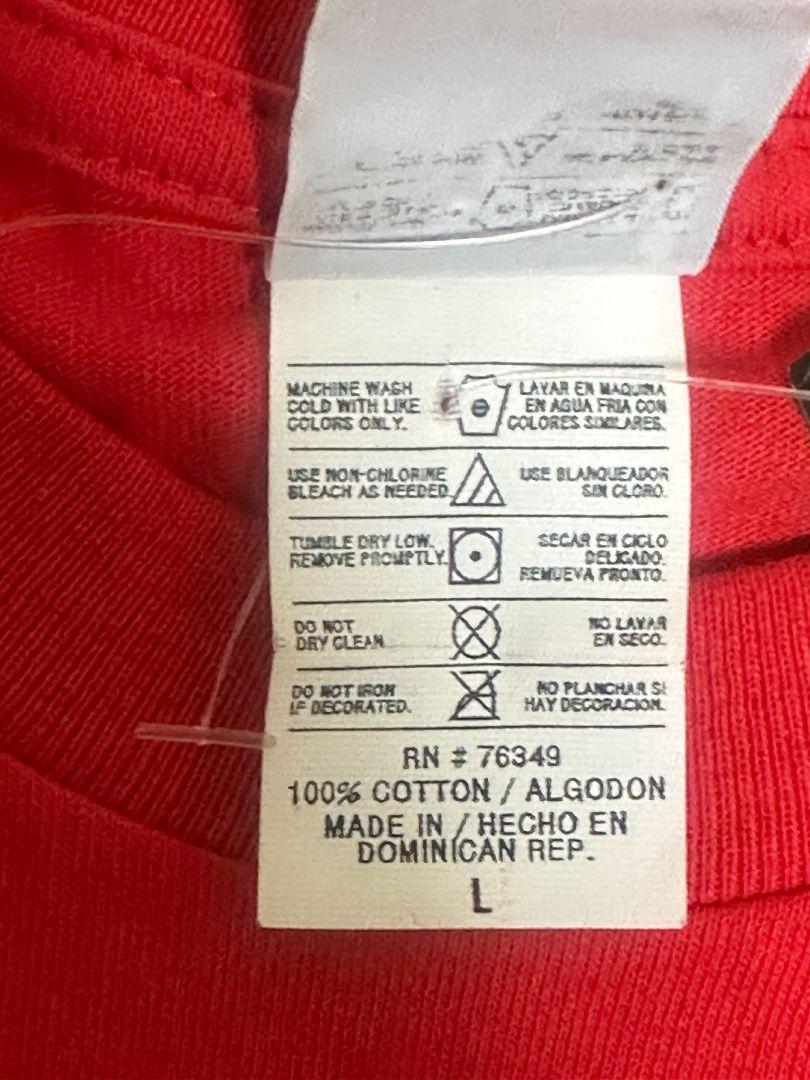 MACHINE WASH
COLD WITH LIKE
COLORS ONLY.
LAVAR EN MAQUINA
EN AGUA FRIA CON
COLORES SIMILARES.
USE NON-CHLORINE
BLEACH AS NEEDED.
USE BLANQUEADOR
SIN CLORO.
TUMBLE DRY LOW.
REMOVE PROMPTLY.
SECAR EN CICLO
DELICADO.
REMUEVA PRONTO.
DO NOT
DRY CLEAN
NO LAVAR
EN SECO.
DO NOT IRON
IF DECORATED.
NO PLANCHAR SI
HAY DECORACION.
RN # 76349
100% COTTON / ALGODON
MADE IN / HECHO EN
DOMINICAN REP.
L